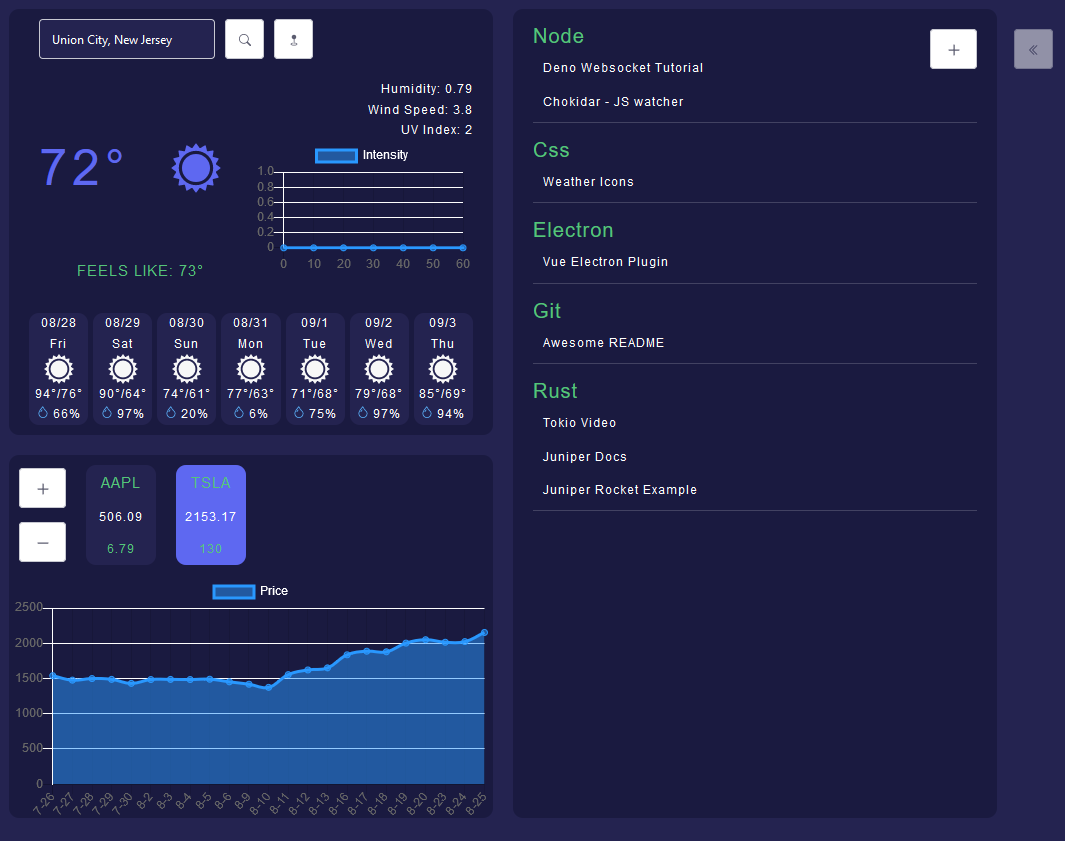 Union City, New Jersey
Humidity: 0.79
Wind Speed: 3.8
UV Index: 2
72°
FEELS LIKE: 73°
Intensity
1.0
0.8
0.6
0.4
0.2
0
0 10 20 30 40 50 60
08/28 08/29 08/30 08/31 09/1 09/2 09/3
Fri Sat Sun Mon Tue Wed Thu
94°/76° 90°/64° 74°/61° 77°/63° 71°/68° 79°/68° 85°/69°
66% 97% 20% 6% 75% 97% 94%
+
−
AAPL
506.09
6.79
TSLA
2153.17
130
Price
2500
2000
1500
1000
500
0
7-26 7-27 7-28 7-29 7-30 8-2 8-3 8-4 8-5 8-6 8-9 8-10 8-11 8-12 8-13 8-16 8-17 8-18 8-19 8-20 8-23 8-24 8-25
Node
+
«
Deno Websocket Tutorial
Chokidar - JS watcher
Css
Weather Icons
Electron
Vue Electron Plugin
Git
Awesome README
Rust
Tokio Video
Juniper Docs
Juniper Rocket Example